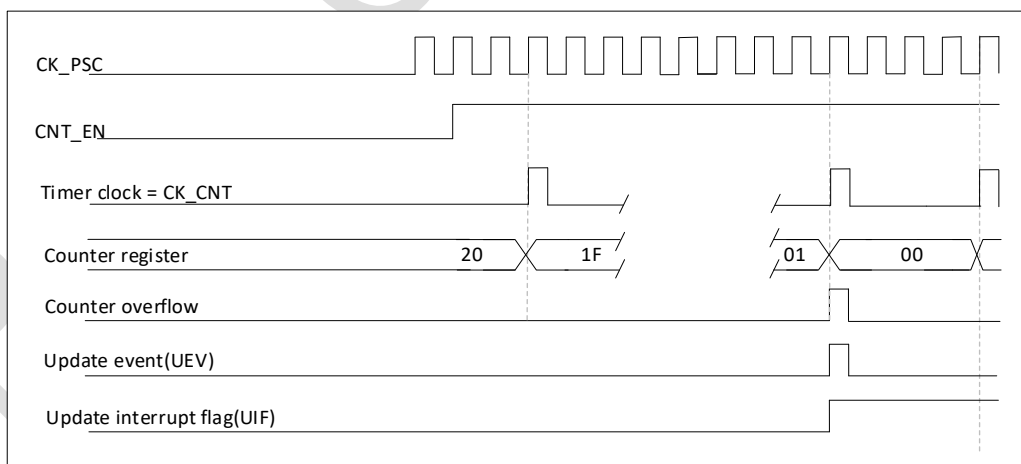 CK_PSC
CNT_EN
Timer clock = CK_CNT
Counter register 20 1F 01 00
Counter overflow
Update event(UEV)
Update interrupt flag(UIF)